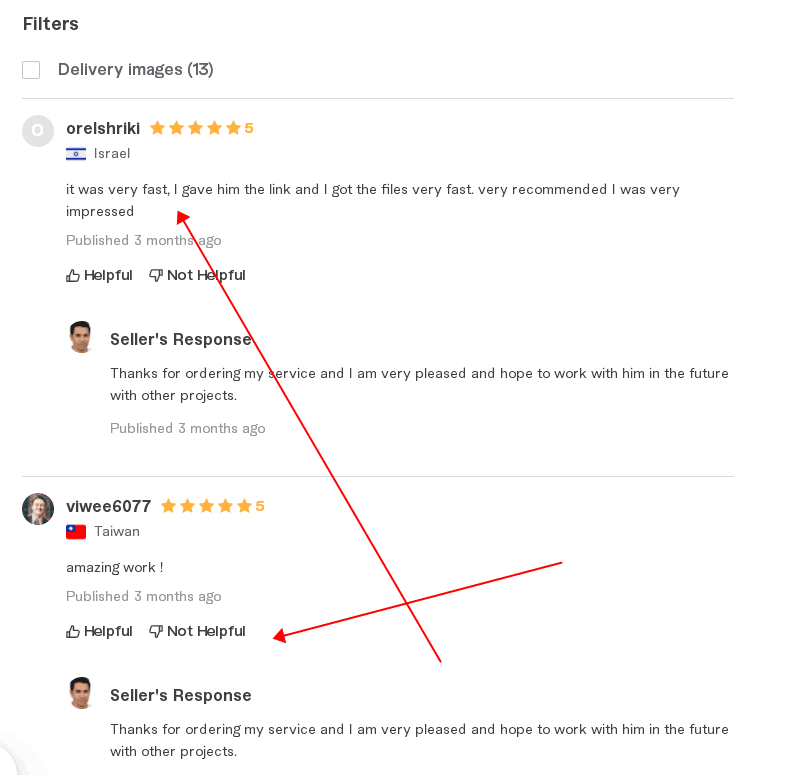 Filters
Delivery images (13)
O
orelshriki 5
Israel
it was very fast, I gave him the link and I got the files very fast. very recommended I was very
impressed
Published 3 months ago
Helpful Not Helpful
Seller's Response
Thanks for ordering my service and I am very pleased and hope to work with him in the future
with other projects.
Published 3 months ago
viwee6077 5
Taiwan
amazing work !
Published 3 months ago
Helpful Not Helpful
Seller's Response
Thanks for ordering my service and I am very pleased and hope to work with him in the future
with other projects.